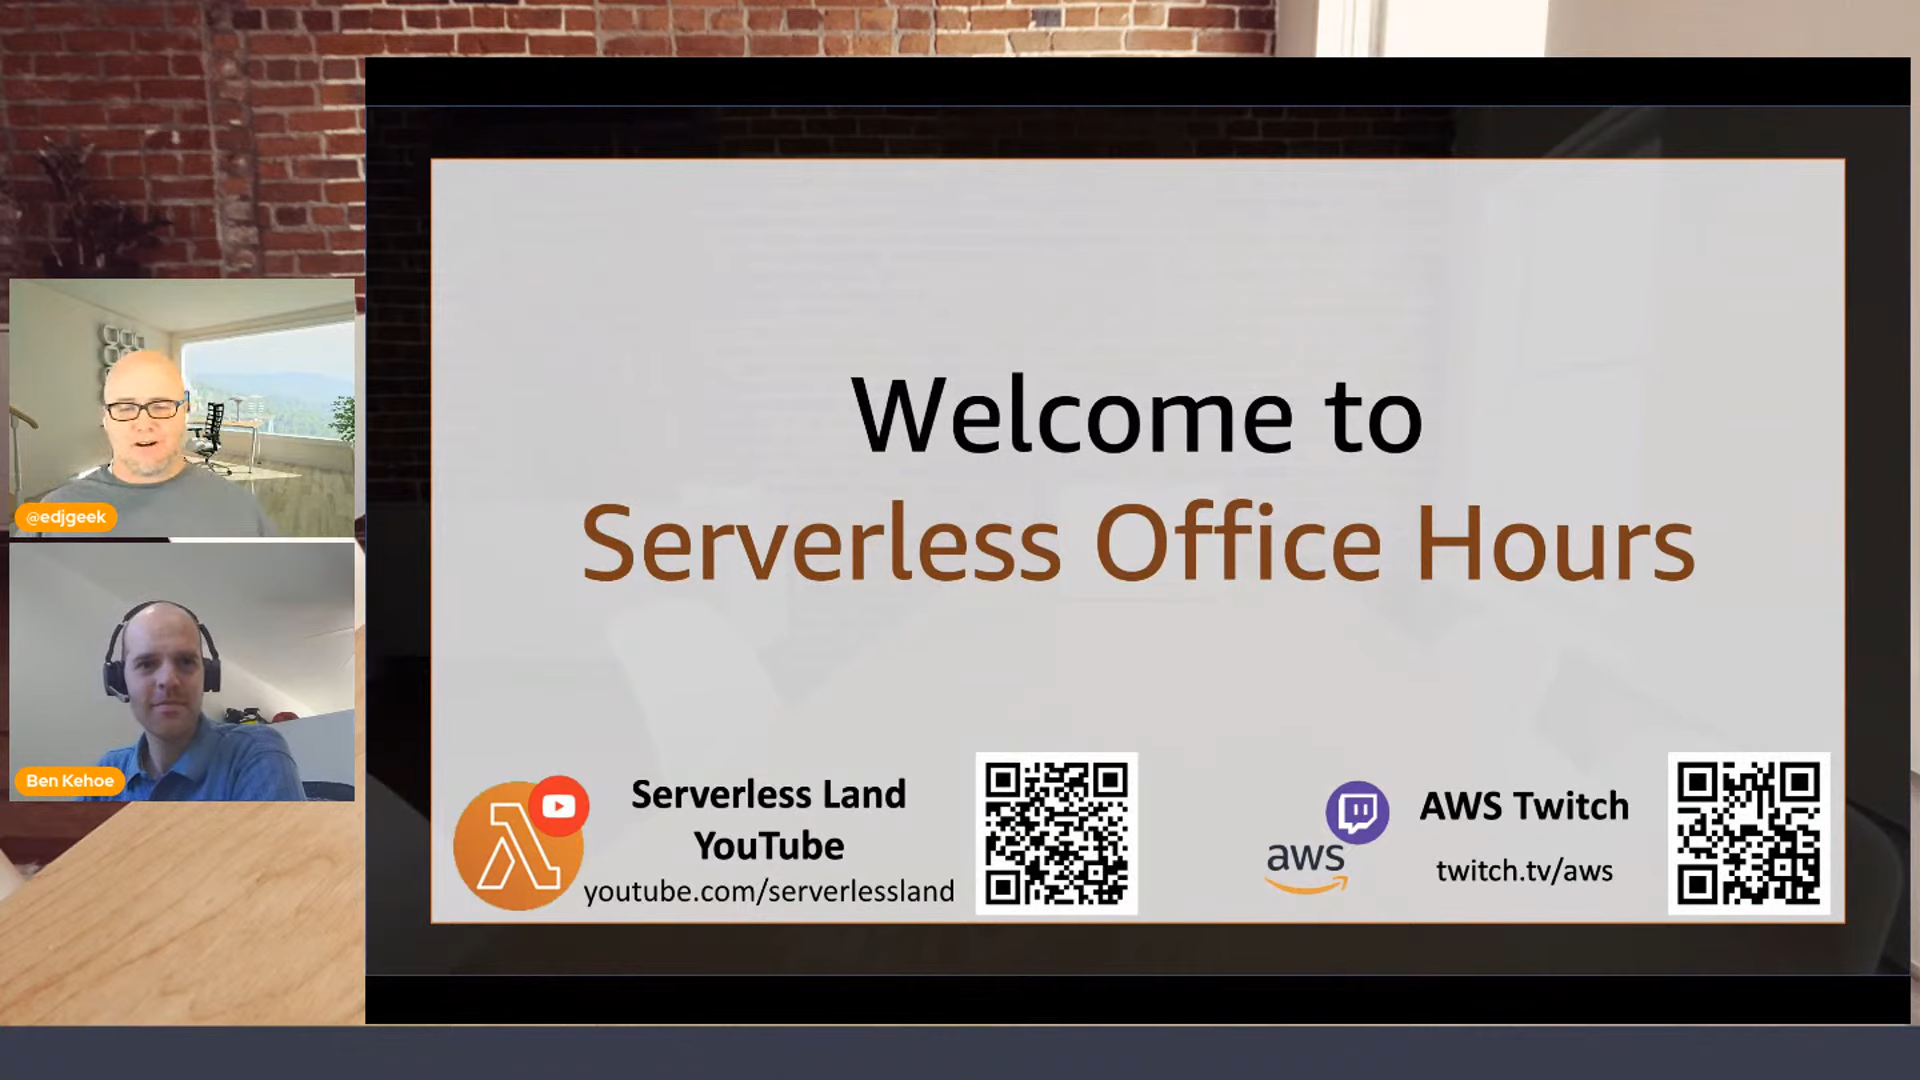 Welcome to
Serverless Office Hours
@edjgeek
Ben Kehoe
Serverless Land
YouTube
youtube.com/serverlessland
aws
AWS Twitch
twitch.tv/aws